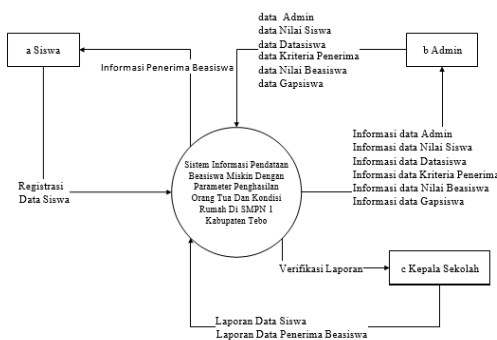 data Admin
data Nilai Siswa
data Datasiswa
data Kriteria Penerima
data Nilai Beasiswa
data Gapsiswa
a Siswa
b Admin
Informasi Penerima Beasiswa
Sistem Informasi Pendataan
Beasiswa Miskin Dengan
Parameter Penghasilan
Orang Tua Dan Kondisi
Rumah Di SMPN 1
Kabupaten Tebo
Informasi data Admin
Informasi data Nilai Siswa
Informasi data Datasiswa
Informasi data Kriteria Penerima
Informasi data Nilai Beasiswa
Informasi data Gapsiswa
Registrasi
Data Siswa
Verifikasi Laporan
c Kepala Sekolah
Laporan Data Siswa
Laporan Data Penerima Beasiswa